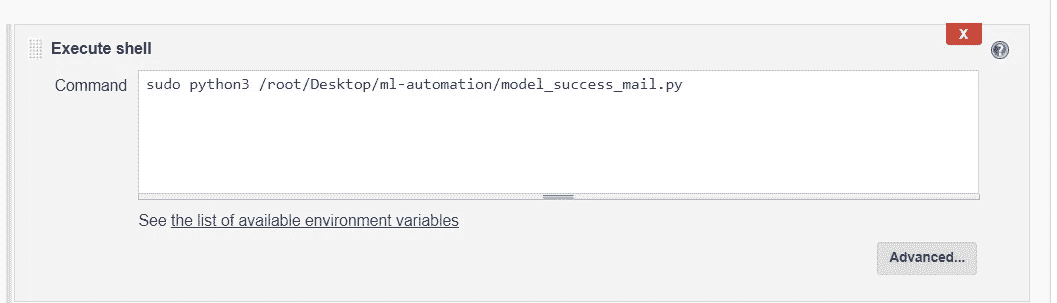 Execute shell
X
?
Command
sudo python3 /root/Desktop/ml-automation/model_success_mail.py
See the list of available environment variables
Advanced...